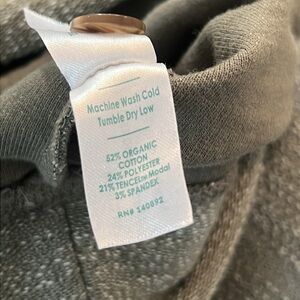 Machine Wash Cold
Tumble Dry Low
52% ORGANIC
COTTON
24% POLYESTER
21% TENCEL™ Modal
3% SPANDEX
RN# 140892